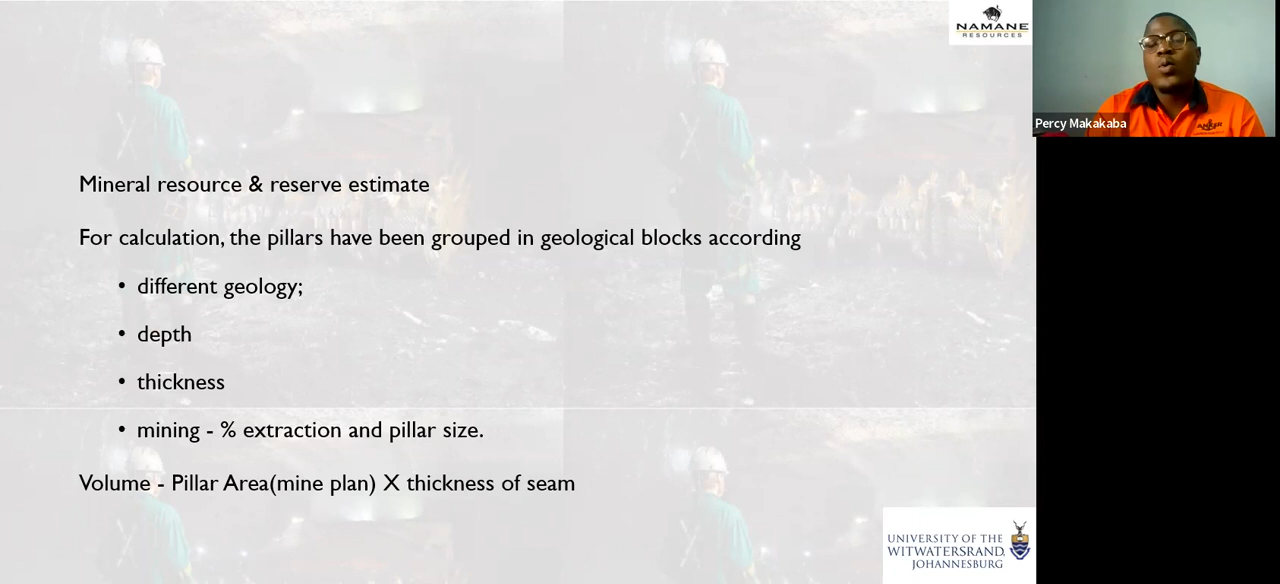 NAMANE
RESOURCES
Percy Makakaba
Mineral resource & reserve estimate
For calculation, the pillars have been grouped in geological blocks according
• different geology;
• depth
• thickness
• mining - % extraction and pillar size.
Volume - Pillar Area(mine plan) X thickness of seam
UNIVERSITY OF THE
WITWATERSRAND,
JOHANNESBURG